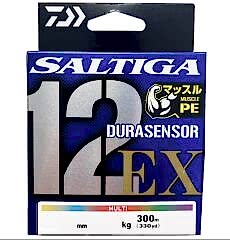 DAIWA
SALTIGA
12
マッスル
MUSCLE
PE
DURASENSOR
EX
MULTI
300m
mm kg (330yd)